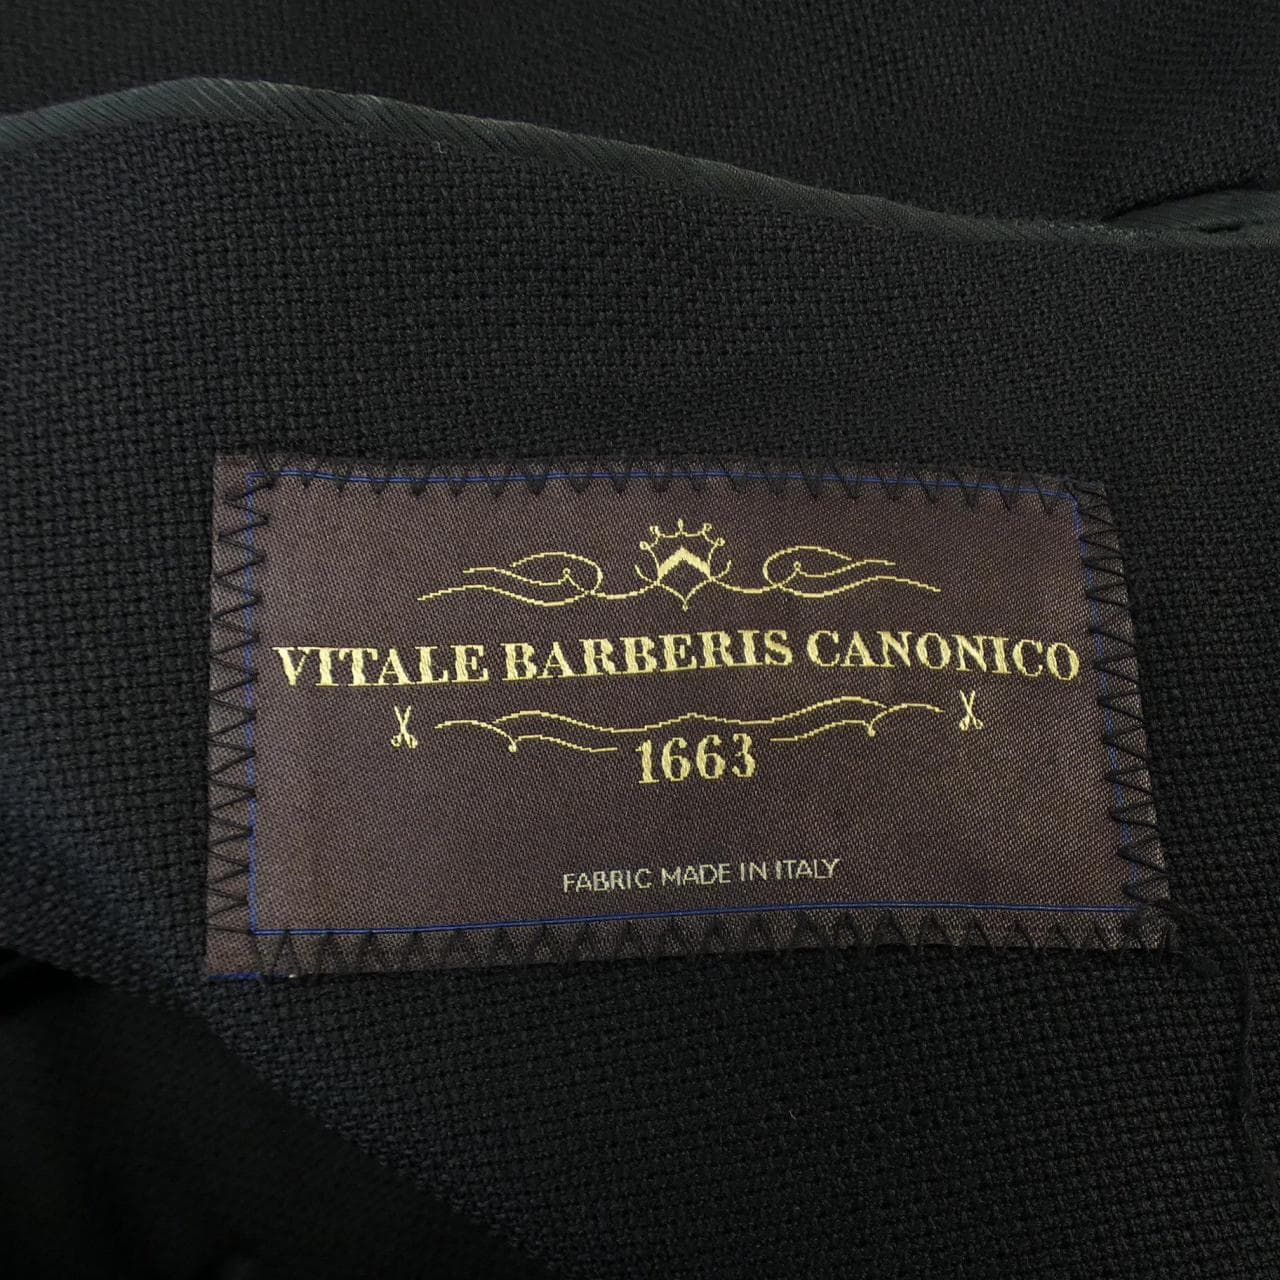 VITALE BARBERIS CANONICO
1663
FABRIC MADE IN ITALY